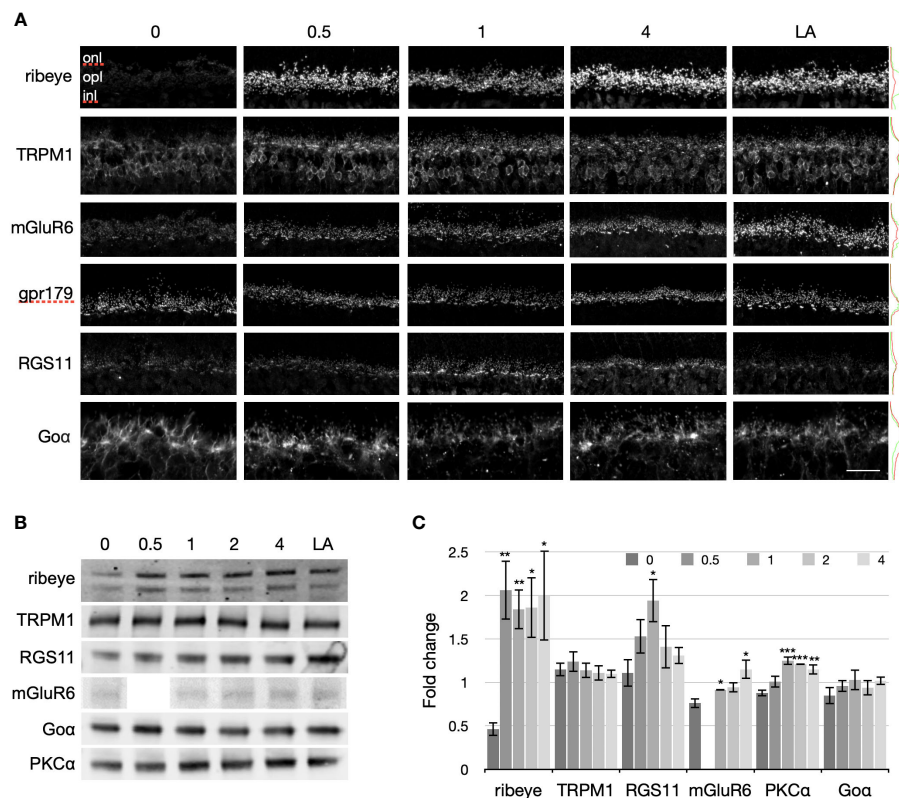 A
0 0.5 1 4 LA
onl
opl
inl
ribeye
TRPM1
mGluR6
gpr179
RGS11
Goα
B
0 0.5 1 2 4 LA
ribeye
TRPM1
RGS11
mGluR6
Goα
PKCα
C
2.5
2
1.5
1
0.5
0
Fold change
0 0.5 1 2 4
** ** * * * * * *** *** **
ribeye TRPM1 RGS11 mGluR6 PKCα Goα